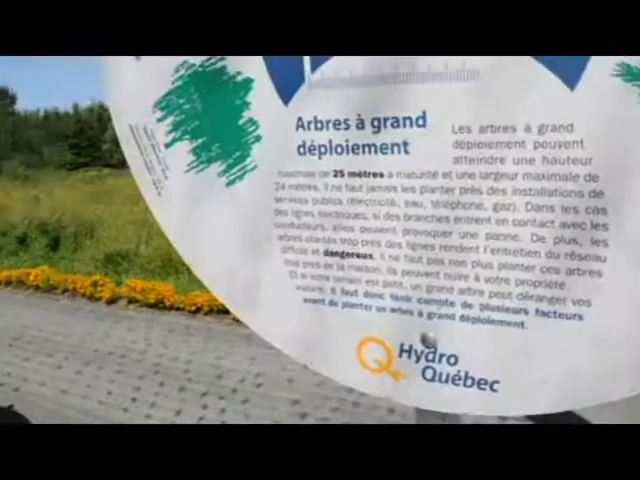 Arbres à grand
déploiement
Les arbres à grand
déploiement peuvent
atteindre une hauteur
maximale de 25 mètres à maturité et une largeur maximale de
24 mètres. Il ne faut jamais les planter près des installations de
services publics (électricité, eau, téléphone, gaz). Dans les cas
des lignes électriques, si des branches entrent en contact avec les
conducteurs, elles peuvent provoquer une panne. De plus, les
arbres plantés trop près des lignes rendent l'entretien du réseau
difficile et dangereux. Il ne faut pas non plus planter ces arbres
trop près de la maison, ils peuvent nuire à votre propriété.
Et si votre terrain est petit, un grand arbre peut déranger vos
voisins. Il faut donc tenir compte de plusieurs facteurs
avant de planter un arbre à grand déploiement.
Hydro
Québec